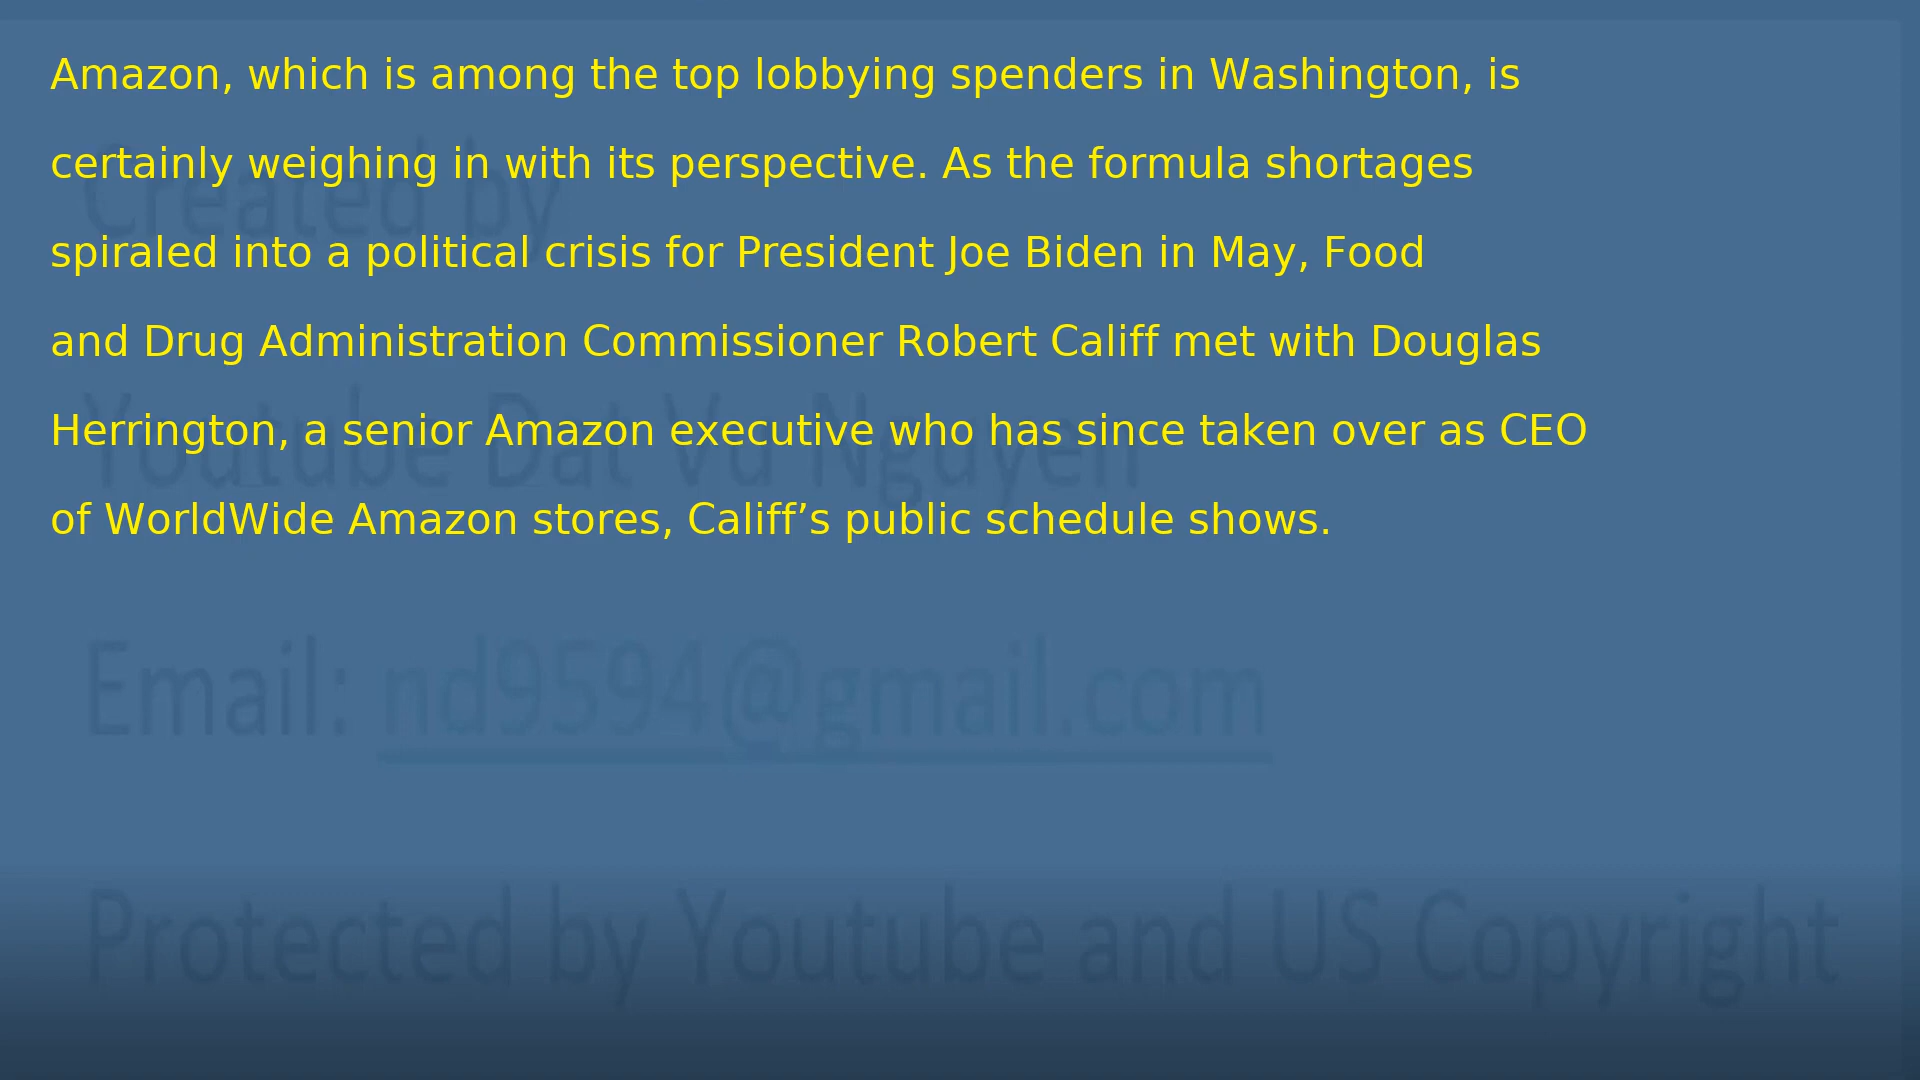 Amazon, which is among the top lobbying spenders in Washington, is
certainly weighing in with its perspective. As the formula shortages
Created by
spiraled into a political crisis for President Joe Biden in May, Food
and Drug Administration Commissioner Robert Califf met with Douglas
Herrington, a senior Amazon executive who has since taken over as CEO
Youtube Dat Vu Nguyen
of WorldWide Amazon stores, Califf’s public schedule shows.
Email: nd9594@gmail.com
Protected by Youtube and US Copyright